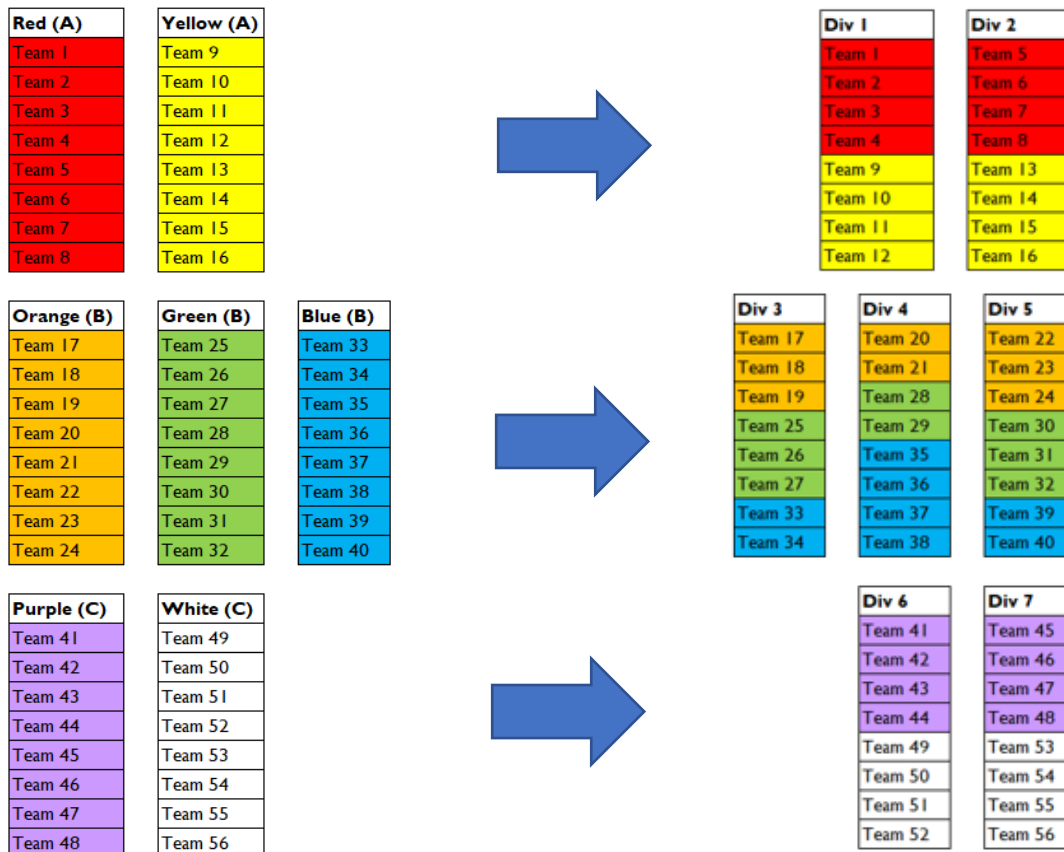 Red (A) Yellow (A) Div 1 Div 2
Team 1 Team 9 Team 1 Team 5
Team 2 Team 10 Team 2 Team 6
Team 3 Team 11 Team 3 Team 7
Team 4 Team 12 Team 4 Team 8
Team 5 Team 13 Team 9 Team 13
Team 6 Team 14 Team 10 Team 14
Team 7 Team 15 Team 11 Team 15
Team 8 Team 16 Team 12 Team 16
Orange (B) Green (B) Blue (B) Div 3 Div 4 Div 5
Team 17 Team 25 Team 33 Team 17 Team 20 Team 22
Team 18 Team 26 Team 34 Team 18 Team 21 Team 23
Team 19 Team 27 Team 35 Team 19 Team 28 Team 24
Team 20 Team 28 Team 36 Team 25 Team 29 Team 30
Team 21 Team 29 Team 37 Team 26 Team 35 Team 31
Team 22 Team 30 Team 38 Team 27 Team 36 Team 32
Team 23 Team 31 Team 39 Team 33 Team 37 Team 39
Team 24 Team 32 Team 40 Team 34 Team 38 Team 40
Purple (C) White (C) Div 6 Div 7
Team 41 Team 49 Team 41 Team 45
Team 42 Team 50 Team 42 Team 46
Team 43 Team 51 Team 43 Team 47
Team 44 Team 52 Team 44 Team 48
Team 45 Team 53 Team 49 Team 53
Team 46 Team 54 Team 50 Team 54
Team 47 Team 55 Team 51 Team 55
Team 48 Team 56 Team 52 Team 56